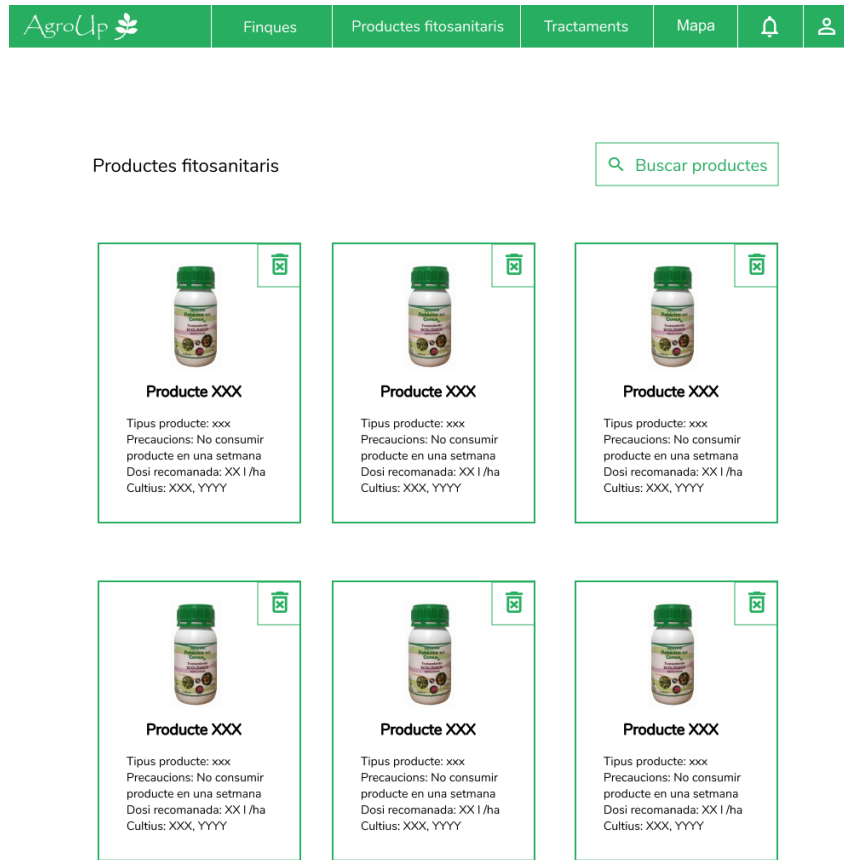 AgroUp
Finques
Productes fitosanitaris
Tractaments
Mapa
Productes fitosanitaris
Buscar productes
Producte XXX
Tipus producte: xxx
Precaucions: No consumir
producte en una setmana
Dosi recomanada: XX l /ha
Cultius: XXX, YYYY
Producte XXX
Tipus producte: xxx
Precaucions: No consumir
producte en una setmana
Dosi recomanada: XX l /ha
Cultius: XXX, YYYY
Producte XXX
Tipus producte: xxx
Precaucions: No consumir
producte en una setmana
Dosi recomanada: XX l /ha
Cultius: XXX, YYYY
Producte XXX
Tipus producte: xxx
Precaucions: No consumir
producte en una setmana
Dosi recomanada: XX l /ha
Cultius: XXX, YYYY
Producte XXX
Tipus producte: xxx
Precaucions: No consumir
producte en una setmana
Dosi recomanada: XX l /ha
Cultius: XXX, YYYY
Producte XXX
Tipus producte: xxx
Precaucions: No consumir
producte en una setmana
Dosi recomanada: XX l /ha
Cultius: XXX, YYYY